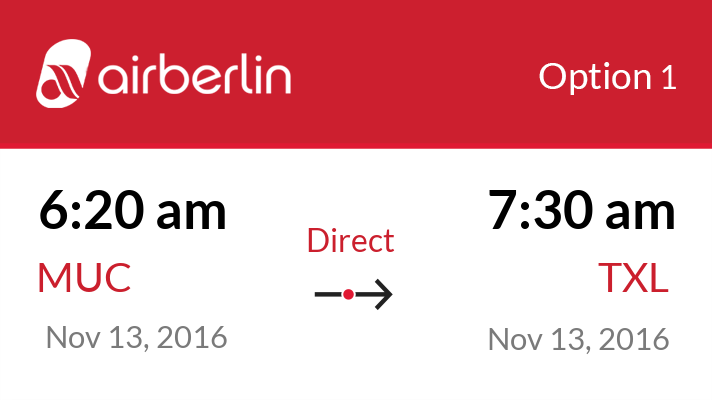 airberlin
Option 1
6:20 am
7:30 am
Direct
MUC
TXL
Nov 13, 2016
Nov 13, 2016